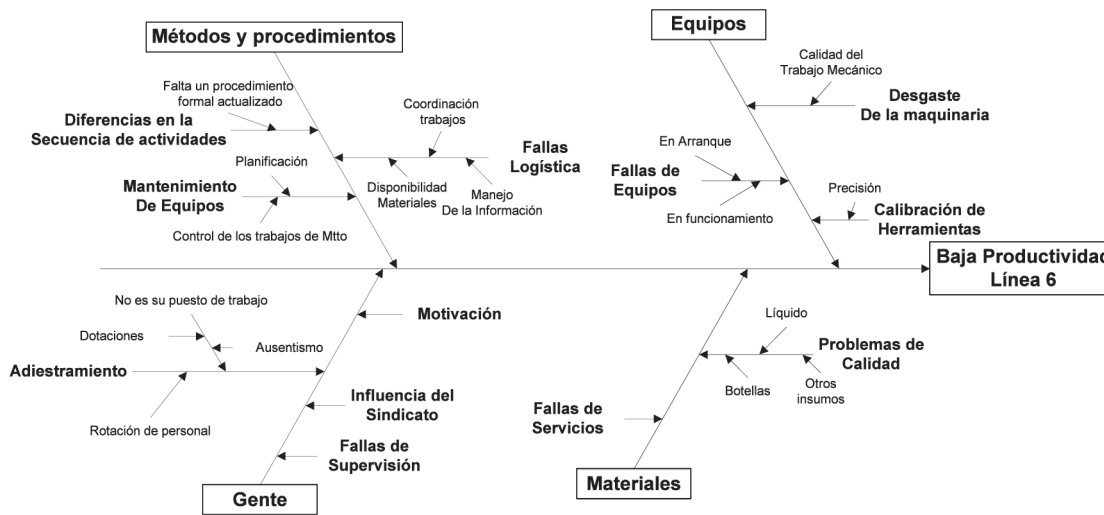 Métodos y procedimientos
Falta un procedimiento
formal actualizado
Diferencias en la
Secuencia de actividades
Coordinación
trabajos
Fallas
Logística
Disponibilidad
Materiales
Manejo
De la Información
Planificación
Mantenimiento
De Equipos
Control de los trabajos de Mtto
Equipos
Calidad del
Trabajo Mecánico
Desgaste
De la maquinaria
En Arranque
Fallas de
Equipos
En funcionamiento
Precisión
Calibración de
Herramientas
Baja Productividad
Línea 6
No es su puesto de trabajo
Dotaciones
Ausentismo
Adiestramiento
Rotación de personal
Motivación
Influencia del
Sindicato
Fallas de
Supervisión
Gente
Líquido
Problemas de
Calidad
Botellas
Otros
insumos
Fallas de
Servicios
Materiales